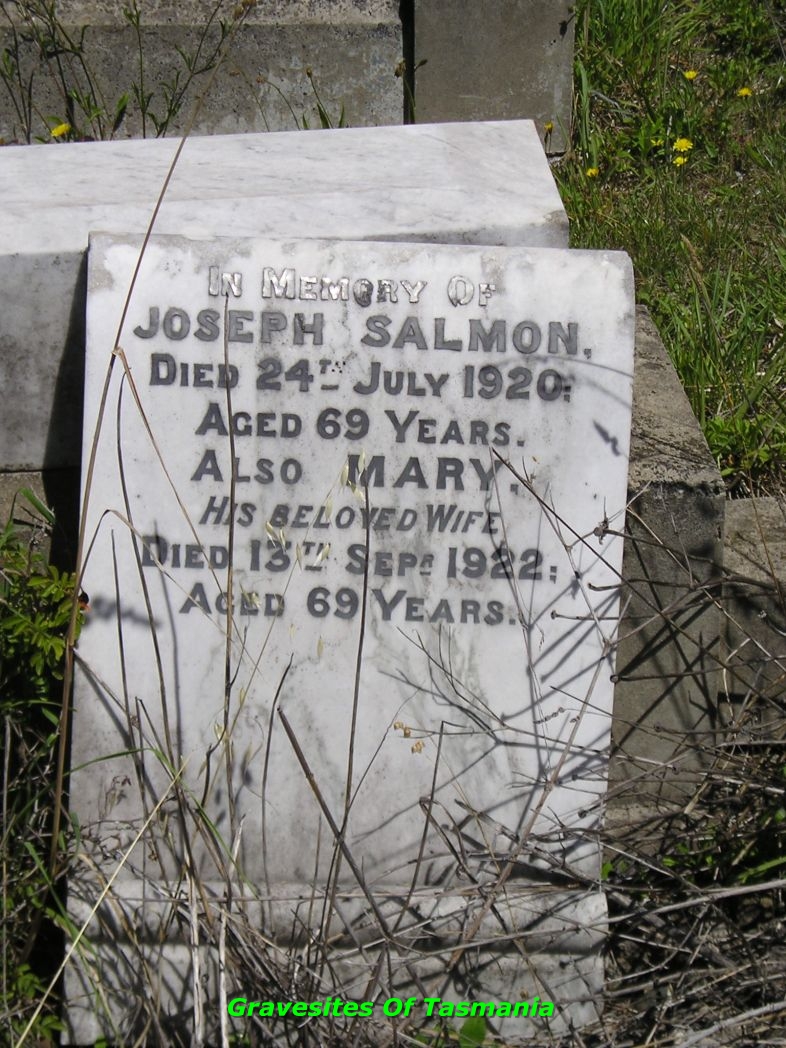 IN MEMORY OF
JOSEPH SALMON,
DIED 24TH JULY 1920;
AGED 69 YEARS.
ALSO MARY,
HIS BELOVED WIFE
DIED 13TH SEPR 1922;
AGED 69 YEARS.
Gravesites Of Tasmania